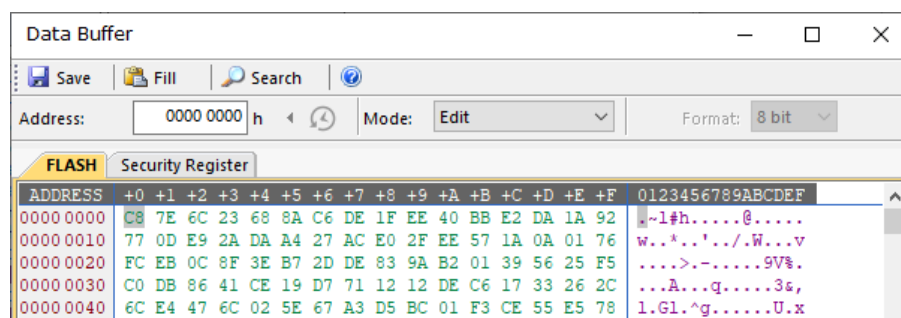 Data Buffer
Save Fill Search
Address: 0000 0000 h Mode: Edit Format: 8 bit
FLASH Security Register
ADDRESS +0 +1 +2 +3 +4 +5 +6 +7 +8 +9 +A +B +C +D +E +F 0123456789ABCDEF
0000 0000 C8 7E 6C 23 68 8A C6 DE 1F EE 40 BB E2 DA 1A 92 .~l#h.....@.....
0000 0010 77 0D E9 2A DA A4 27 AC E0 2F EE 57 1A 0A 01 76 w..*..'../.W...v
0000 0020 FC EB 0C 8F 3E B7 2D DE 83 9A B2 01 39 56 25 F5 ....>.-.....9V%.
0000 0030 C0 DB 86 41 CE 19 D7 71 12 12 DE C6 17 33 26 2C ...A...q.....3&,
0000 0040 6C E4 47 6C 02 5E 67 A3 D5 BC 01 F3 CE 55 E5 78 l.Gl.^g......U.x